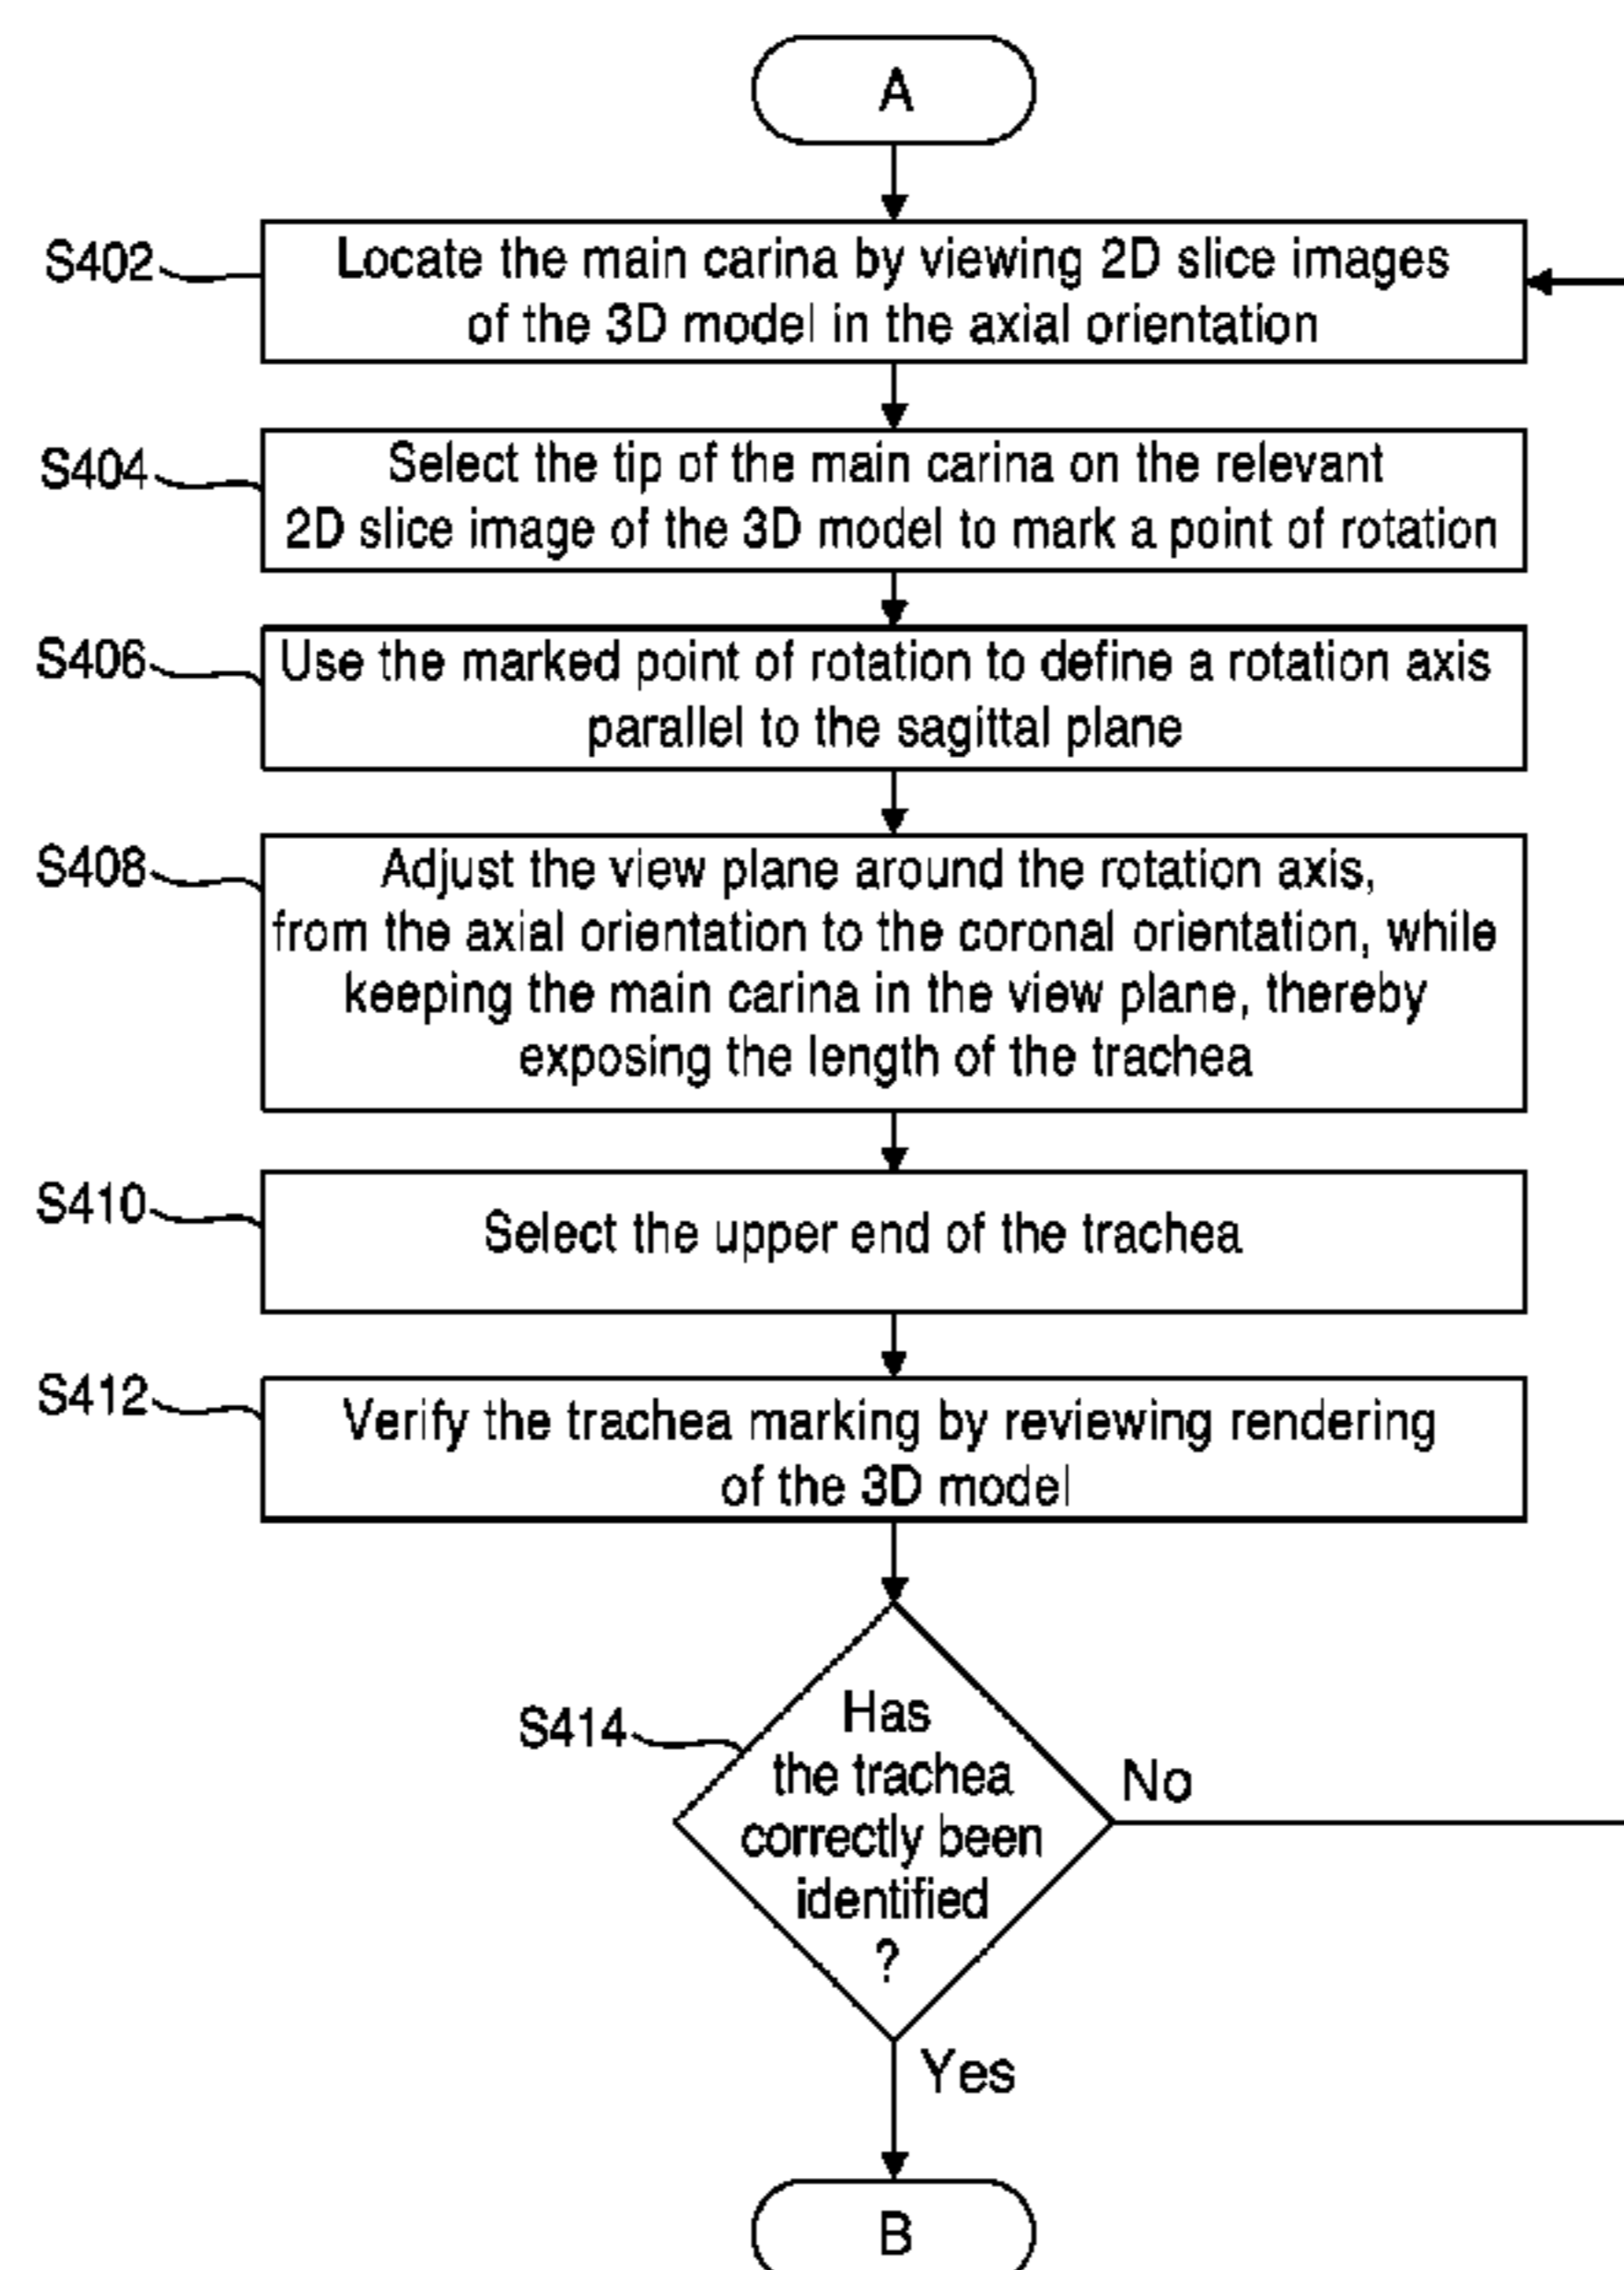 A
S402
Locate the main carina by viewing 2D slice images
of the 3D model in the axial orientation
S404
Select the tip of the main carina on the relevant
2D slice image of the 3D model to mark a point of rotation
S406
Use the marked point of rotation to define a rotation axis
parallel to the sagittal plane
S408
Adjust the view plane around the rotation axis,
from the axial orientation to the coronal orientation, while
keeping the main carina in the view plane, thereby
exposing the length of the trachea
S410
Select the upper end of the trachea
S412
Verify the trachea marking by reviewing rendering
of the 3D model
S414
Has
the trachea
correctly been
identified
?
No
Yes
B